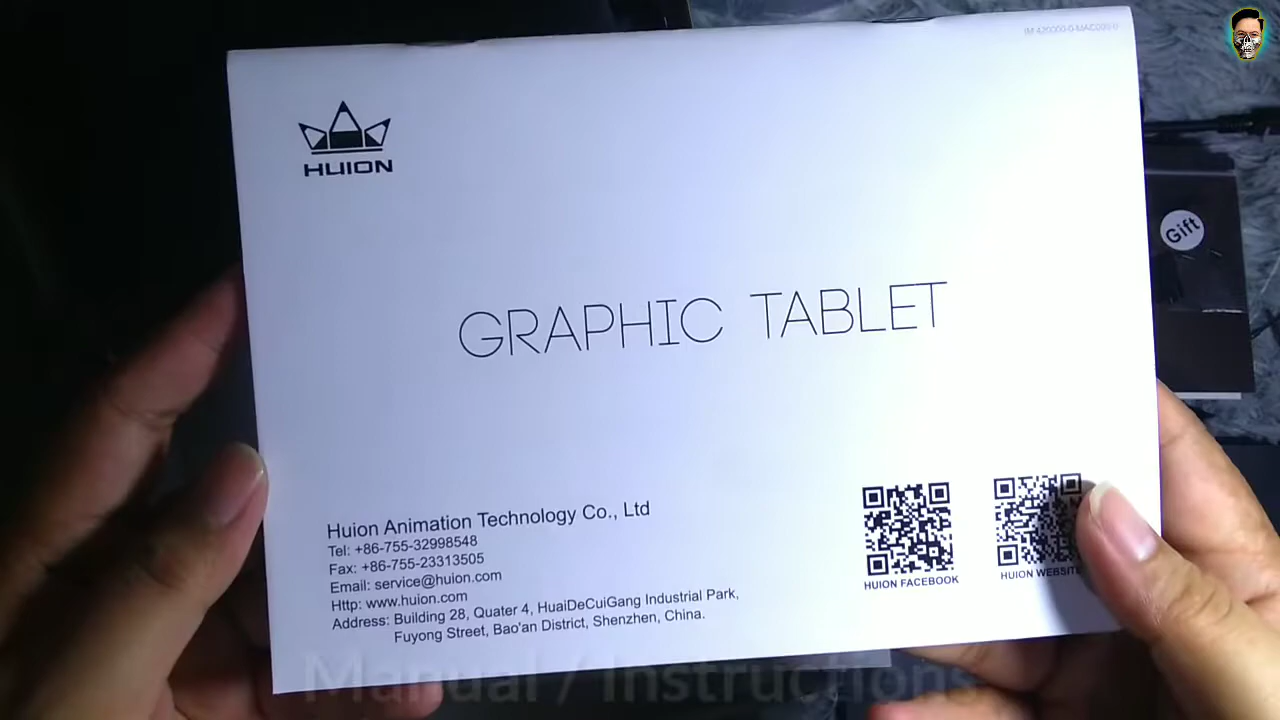 HUION
GRAPHIC TABLET
Gift
Huion Animation Technology Co., Ltd
Tel: +86-755-32998548
Fax: +86-755-23313505
Email: service@huion.com
Http: www.huion.com
Address: Building 28, Quater 4, HuaiDeCuiGang Industrial Park,
Fuyong Street, Bao'an District, Shenzhen, China.
HUION FACEBOOK
HUION WEBSITE
Manual / Instructions